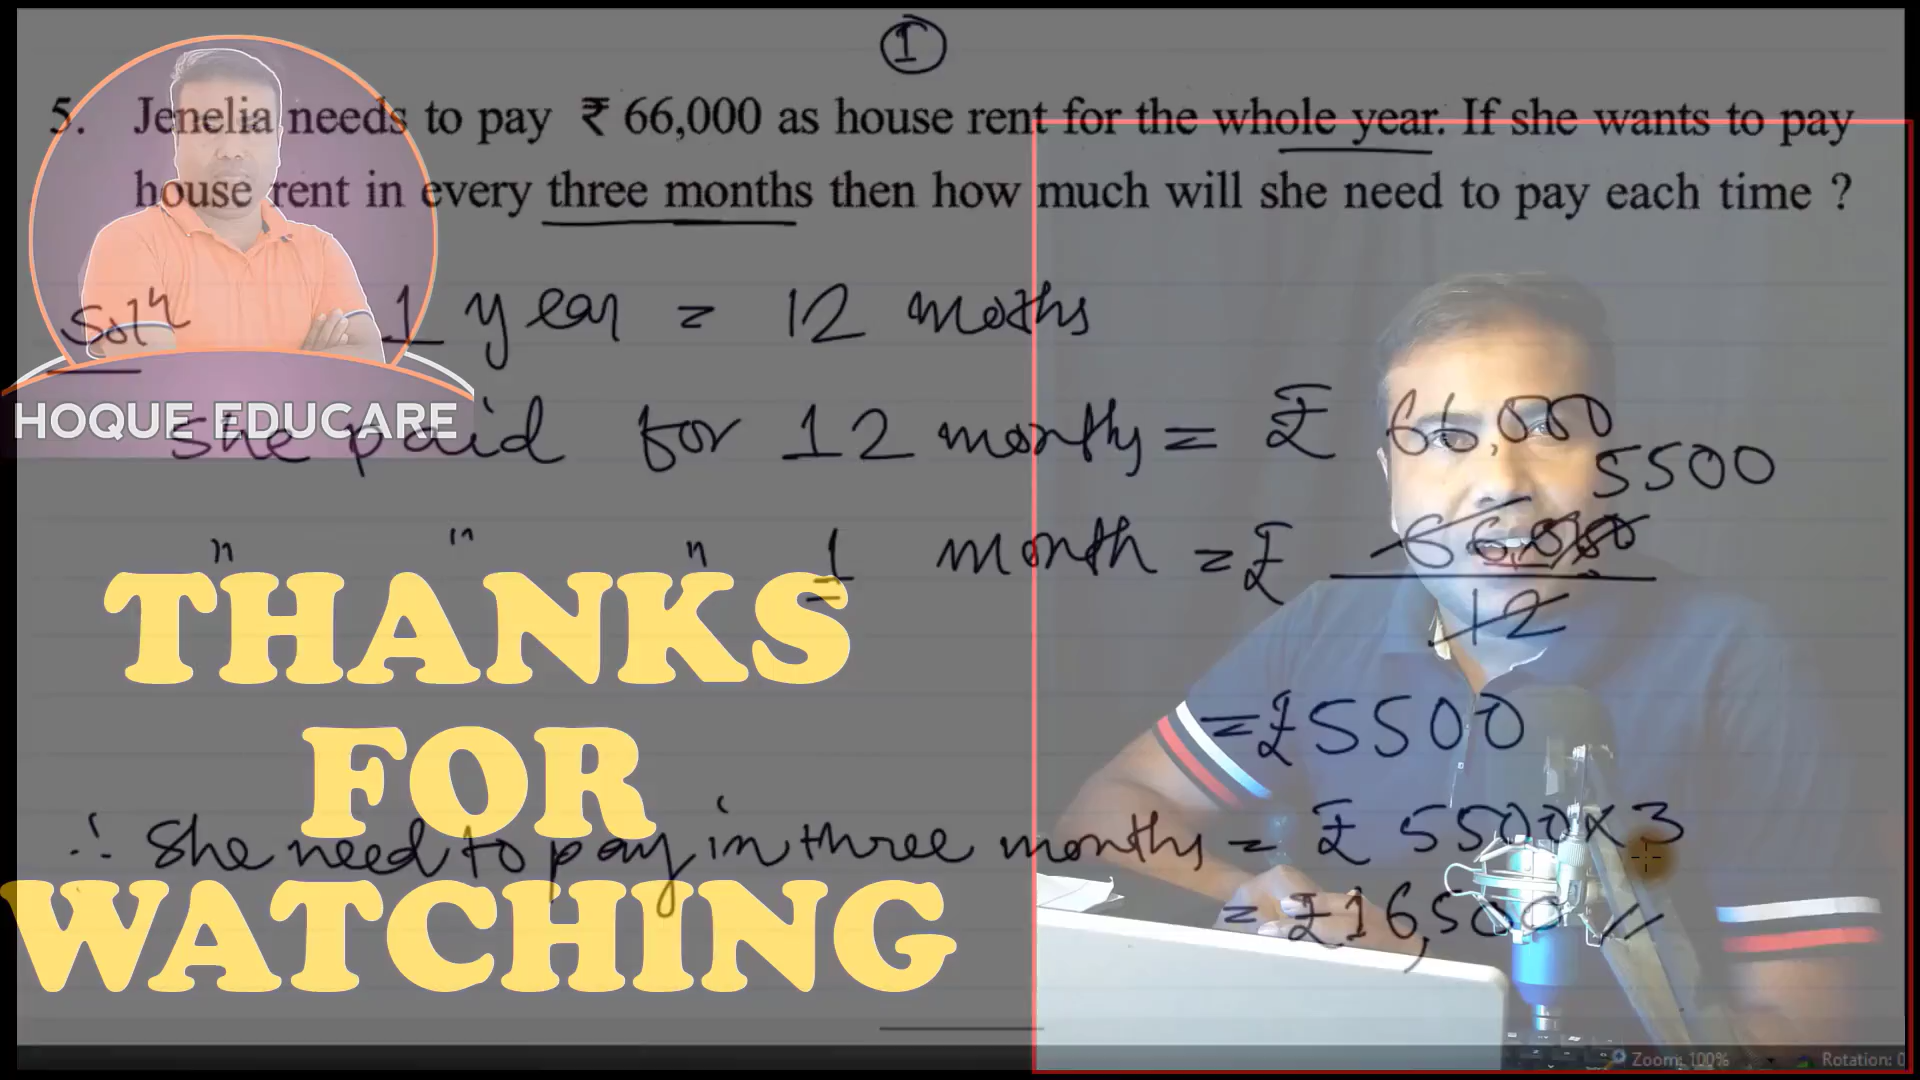 I
5. Jenelia needs to pay ₹ 66,000 as house rent for the whole year. If she wants to pay
house rent in every three months then how much will she need to pay each time ?
Solⁿ 1 year = 12 moths
HOQUE EDUCARE
She paid for 12 months = ₹ 66,000
5500
" " " 1 month = ₹ 66,000
12
THANKS
= ₹5500
FOR
∴ She need to pay in three months = ₹ 5500×3
WATCHING
= ₹16,500 //
Zoom: 100% Rotation: 0